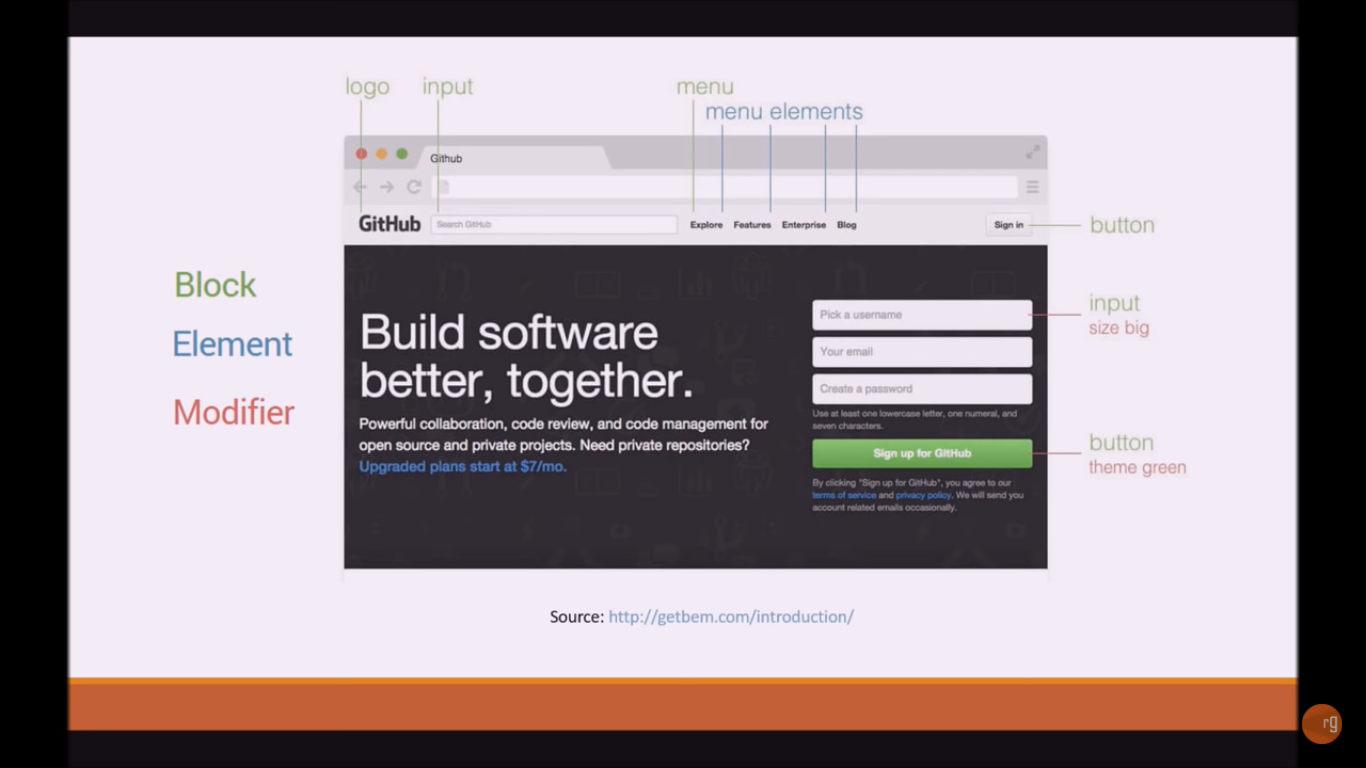 logo
input
menu
menu elements
Github
GitHub
Search GitHub
Explore
Features
Enterprise
Blog
Sign in
button
Block
Element
Modifier
Build software
better, together.
Powerful collaboration, code review, and code management for
open source and private projects. Need private repositories?
Upgraded plans start at $7/mo.
Pick a username
input
size big
Your email
Create a password
Use at least one lowercase letter, one numeral, and
seven characters.
Sign up for GitHub
button
theme green
By clicking "Sign up for GitHub", you agree to our
terms of service and privacy policy. We will send you
account related emails occasionally.
Source: http://getbem.com/introduction/
rg